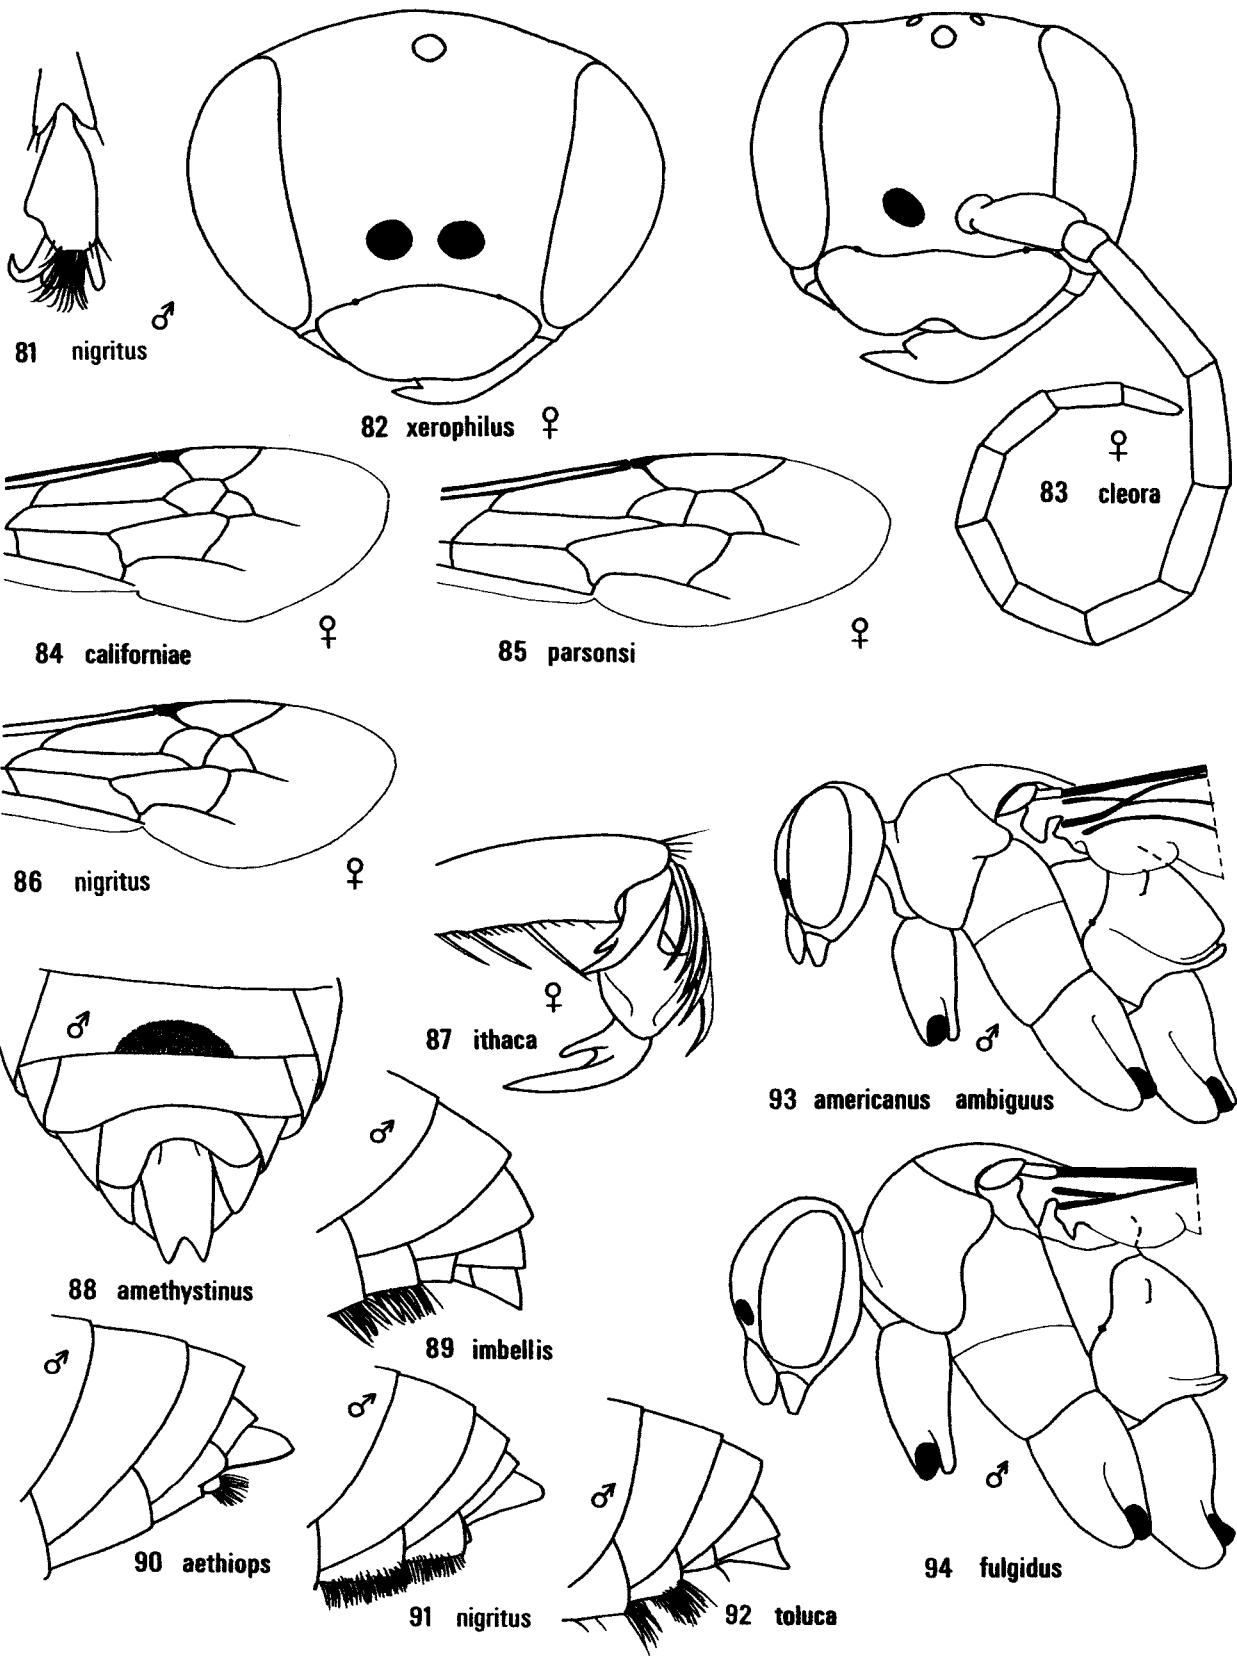 ♂
81 nigritus
82 xerophilus ♀
♀
83 cleora
♀
84 californiae
♀
85 parsonsi
♀
86 nigritus
♀
87 ithaca
♂
88 amethystinus
♂
89 imbellis
♂
90 aethiops
♂
91 nigritus
♂
92 toluca
♂
93 americanus ambiguus
♂
94 fulgidus